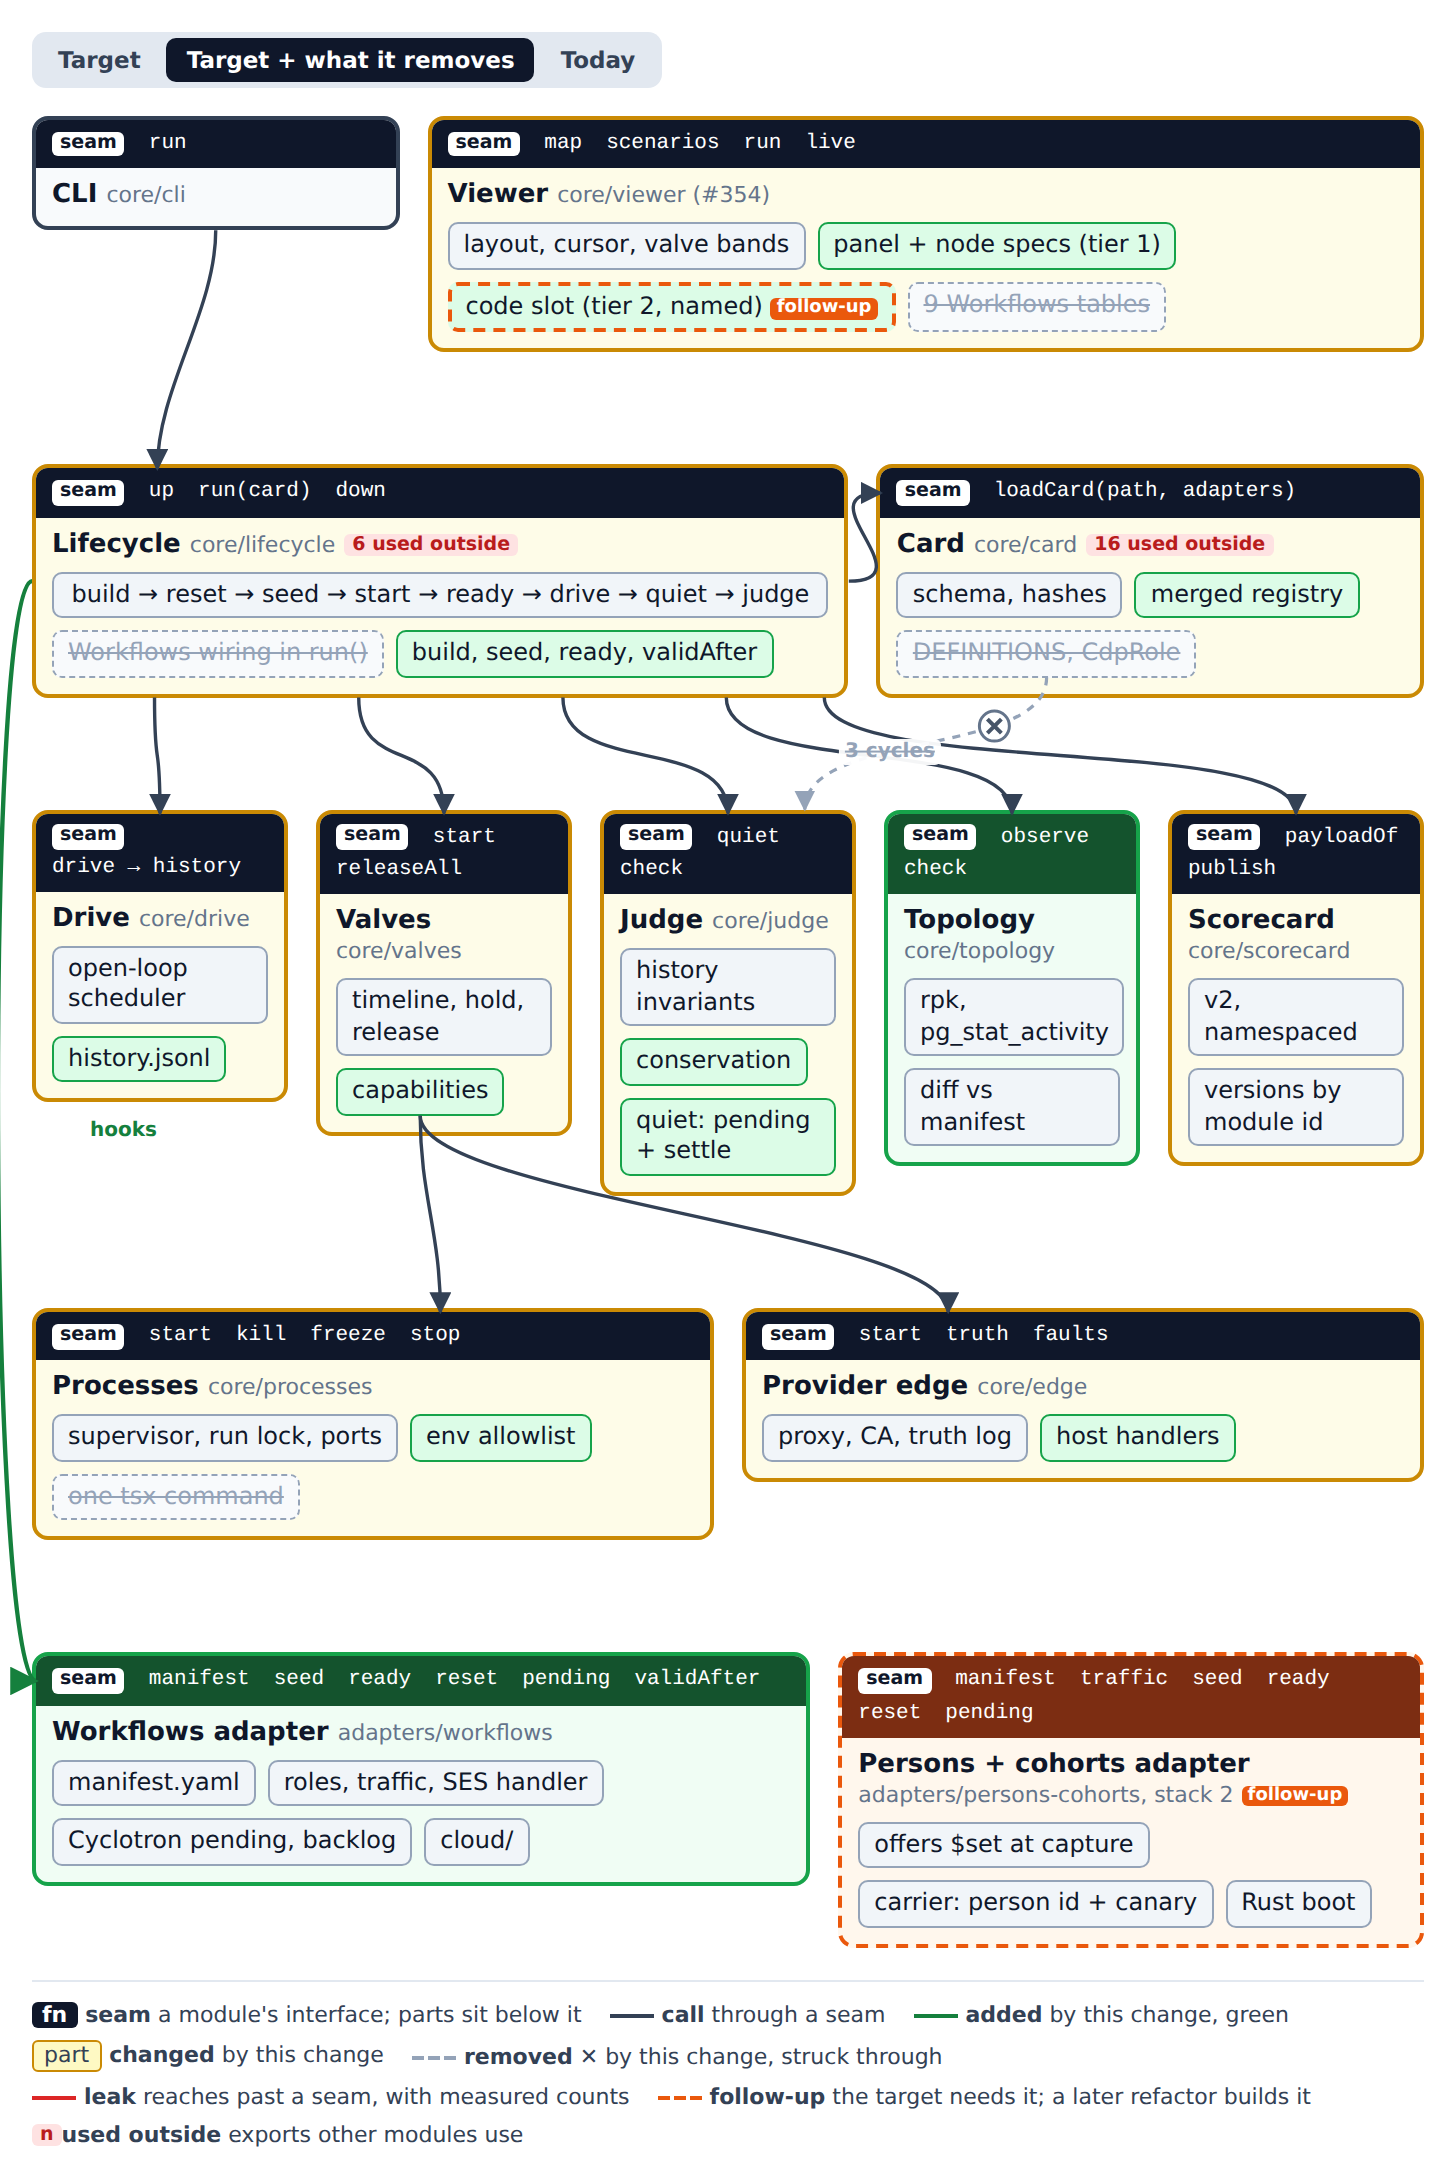 Target Target + what it removes Today
seam run
CLI core/cli
seam map scenarios run live
Viewer core/viewer (#354)
layout, cursor, valve bands panel + node specs (tier 1)
code slot (tier 2, named) follow-up 9 Workflows tables
seam up run(card) down
Lifecycle core/lifecycle 6 used outside
build → reset → seed → start → ready → drive → quiet → judge
Workflows wiring in run() build, seed, ready, validAfter
seam loadCard(path, adapters)
Card core/card 16 used outside
schema, hashes merged registry
DEFINITIONS, CdpRole
3 cycles
seam
drive → history
Drive core/drive
open-loop
scheduler
history.jsonl
hooks
seam start
releaseAll
Valves
core/valves
timeline, hold,
release
capabilities
seam quiet
check
Judge core/judge
history
invariants
conservation
quiet: pending
+ settle
seam observe
check
Topology
core/topology
rpk,
pg_stat_activity
diff vs
manifest
seam payloadOf
publish
Scorecard
core/scorecard
v2,
namespaced
versions by
module id
seam start kill freeze stop
Processes core/processes
supervisor, run lock, ports env allowlist
one tsx command
seam start truth faults
Provider edge core/edge
proxy, CA, truth log host handlers
seam manifest seed ready reset pending validAfter
Workflows adapter adapters/workflows
manifest.yaml roles, traffic, SES handler
Cyclotron pending, backlog cloud/
seam manifest traffic seed ready
reset pending
Persons + cohorts adapter
adapters/persons-cohorts, stack 2 follow-up
offers $set at capture
carrier: person id + canary Rust boot
fn seam a module's interface; parts sit below it call through a seam added by this change, green
part changed by this change removed ✕ by this change, struck through
leak reaches past a seam, with measured counts follow-up the target needs it; a later refactor builds it
n used outside exports other modules use